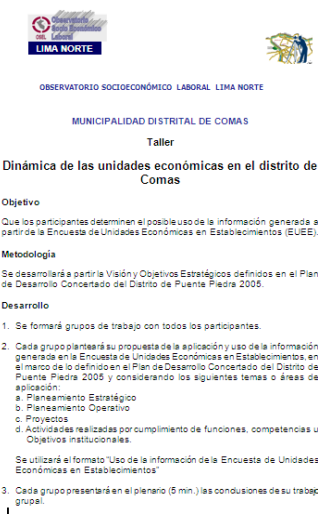 Observatorio
Socio Económico
Laboral
LIMA NORTE
OBSERVATORIO SOCIOECONÓMICO LABORAL LIMA NORTE
MUNICIPALIDAD DISTRITAL DE COMAS
Taller
Dinámica de las unidades económicas en el distrito de
Comas
Objetivo
Que los participantes determinen el posible uso de la información generada a
partir de la Encuesta de Unidades Económicas en Establecimientos (EUEE).
Metodología
Se desarrollará a partir la Visión y Objetivos Estratégicos definidos en el Plan
de Desarrollo Concertado del Distrito de Puente Piedra 2005.
Desarrollo
1. Se formará grupos de trabajo con todos los participantes.
2. Cada grupo planteará su propuesta de la aplicación y uso de la información
generada en la Encuesta de Unidades Económicas en Establecimientos, en
el marco de lo definido en el Plan de Desarrollo Concertado del Distrito de
Puente Piedra 2005 y considerando los siguientes temas o áreas de
aplicación:
a. Planeamiento Estratégico
b. Planeamiento Operativo
c. Proyectos
d. Actividades realizadas por cumplimiento de funciones, competencias u
Objetivos institucionales.
Se utilizará el formato "Uso de la información de la Encuesta de Unidades
Económicas en Establecimientos"
3. Cada grupo presentará en el plenario (5 min.) las conclusiones de su trabajo
grupal.